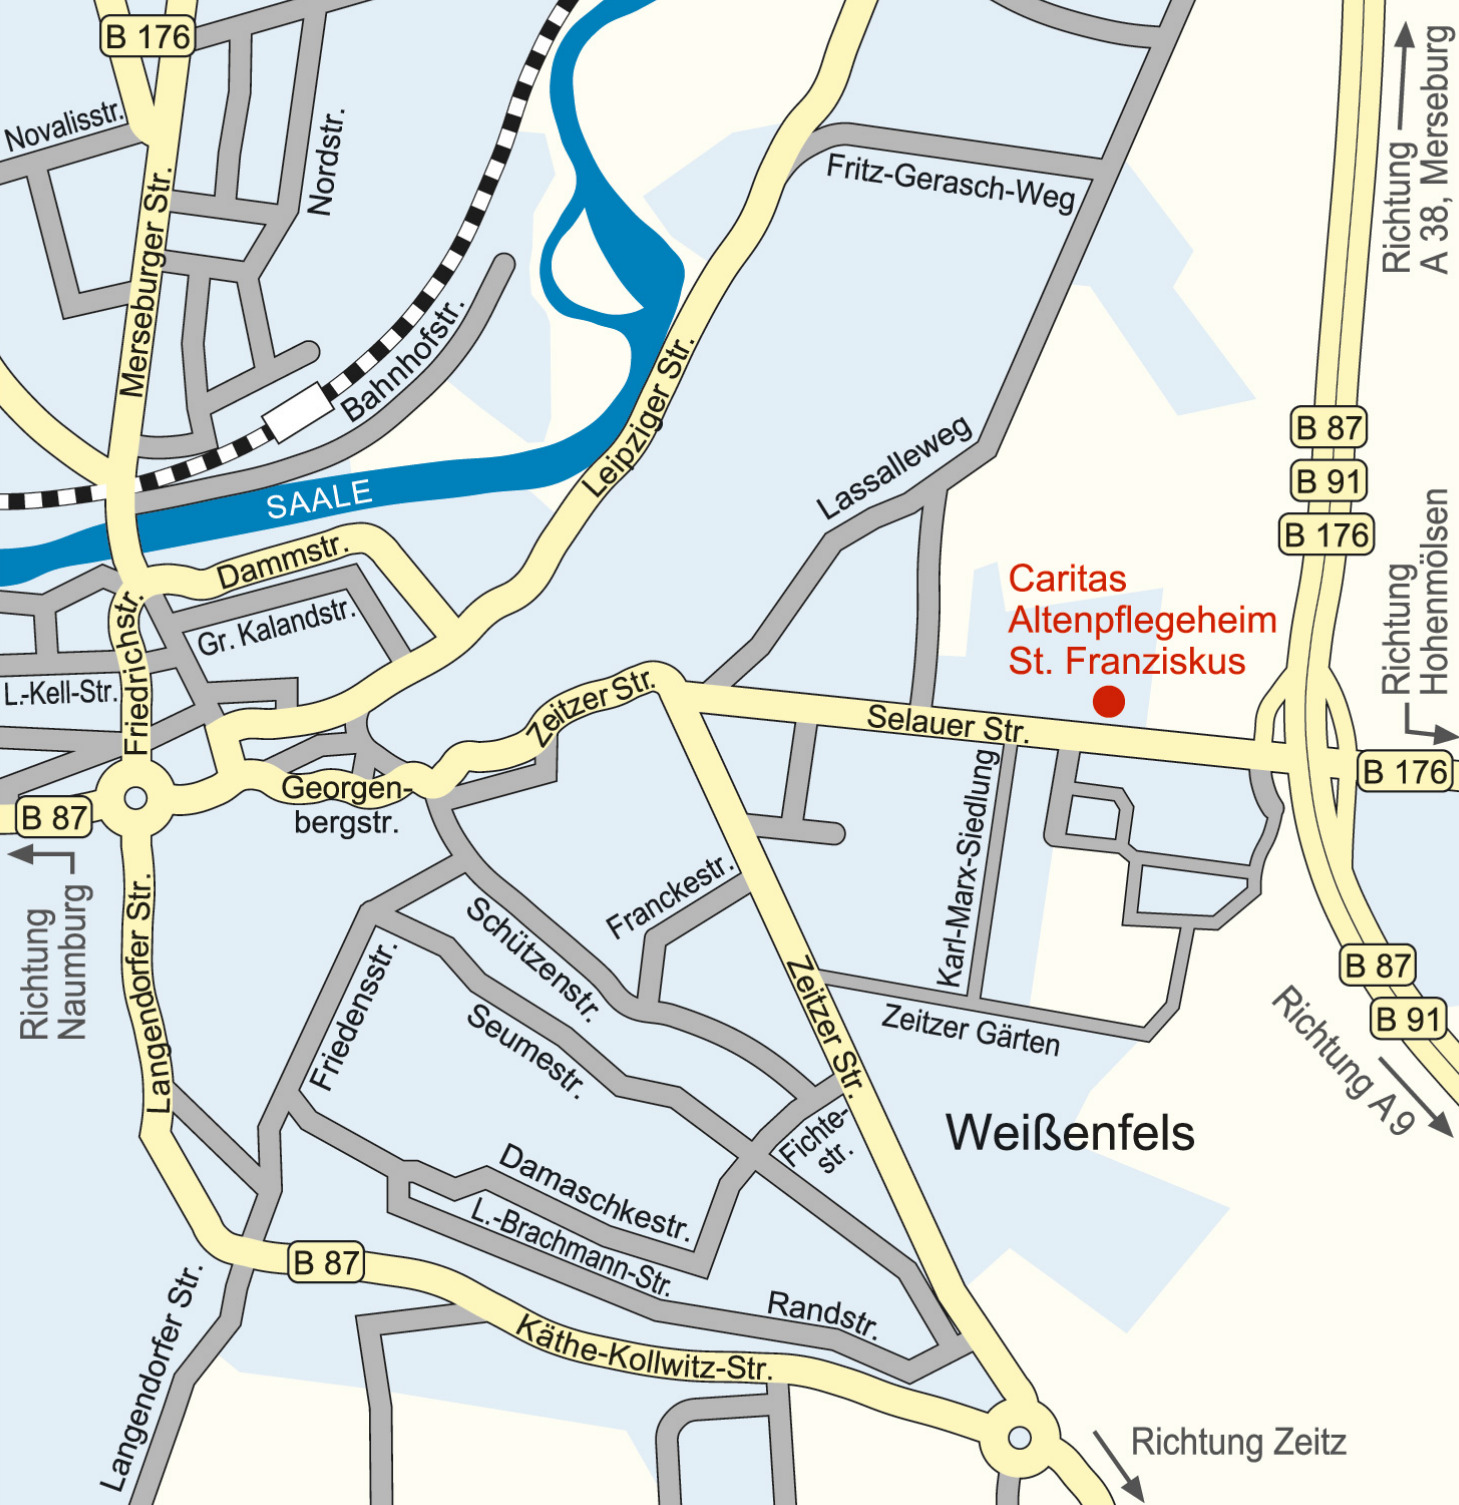 B 176
Novalisstr.
Nordstr.
Merseburger Str.
Bahnhofstr.
Fritz-Gerasch-Weg
Richtung
A 38, Merseburg
Leipziger Str.
Lassalleweg
B 87
B 91
B 176
SAALE
Dammstr.
Gr. Kalandstr.
Friedrichstr.
L.-Kell-Str.
Caritas
Altenpflegeheim
St. Franziskus
Richtung
Hohenmölsen
Zeitzer Str.
Selauer Str.
B 176
B 87
Georgen-
bergstr.
Richtung
Naumburg
Langendorfer Str.
Karl-Marx-Siedlung
Franckestr.
Schützenstr.
Friedensstr.
Seumestr.
Zeitzer Str.
Zeitzer Gärten
B 87
B 91
Richtung A 9
Weißenfels
Fichte-
str.
Damaschkestr.
L.-Brachmann-Str.
B 87
Randstr.
Langendorfer Str.
Käthe-Kollwitz-Str.
Richtung Zeitz